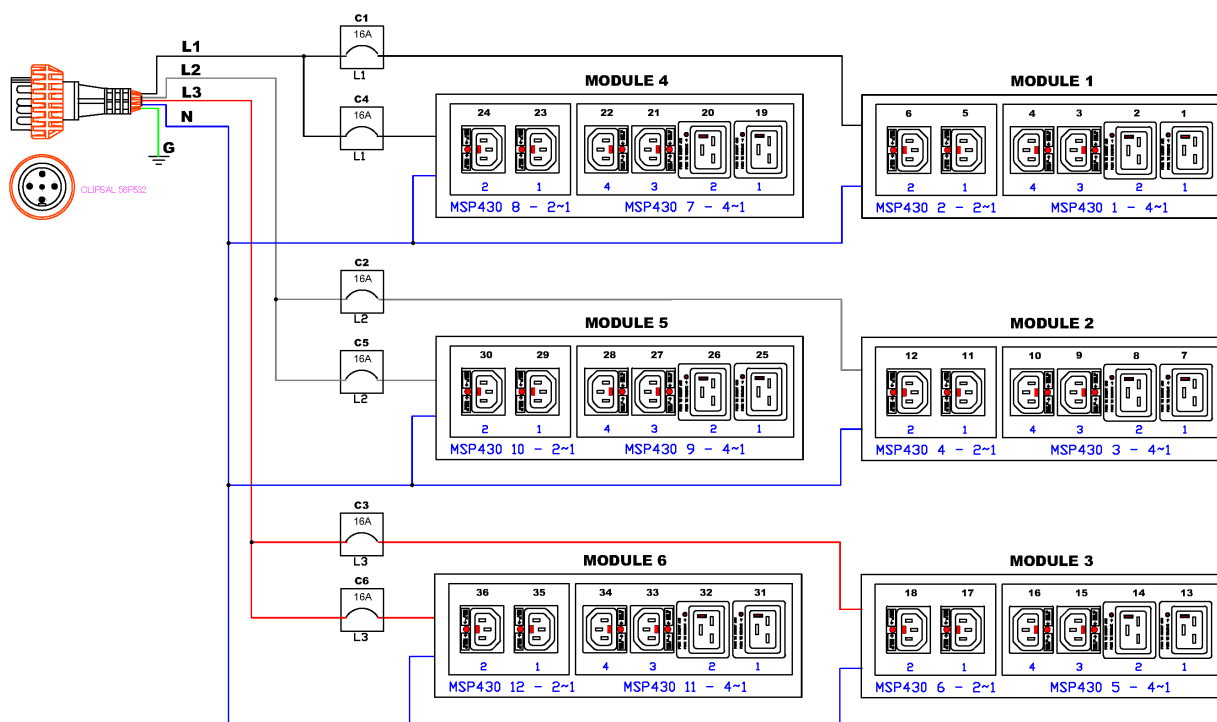 C1
16A
L1
L1
L2
L3
N
G
CLIPSAL 56P532
C4
16A
L1
MODULE 4
24 23 22 21 20 19
2 1 4 3 2 1
MSP430 8 - 2~1 MSP430 7 - 4~1
MODULE 1
6 5 4 3 2 1
2 1 4 3 2 1
MSP430 2 - 2~1 MSP430 1 - 4~1
C2
16A
L2
C5
16A
L2
MODULE 5
30 29 28 27 26 25
2 1 4 3 2 1
MSP430 10 - 2~1 MSP430 9 - 4~1
MODULE 2
12 11 10 9 8 7
2 1 4 3 2 1
MSP430 4 - 2~1 MSP430 3 - 4~1
C3
16A
L3
C6
16A
L3
MODULE 6
36 35 34 33 32 31
2 1 4 3 2 1
MSP430 12 - 2~1 MSP430 11 - 4~1
MODULE 3
18 17 16 15 14 13
2 1 4 3 2 1
MSP430 6 - 2~1 MSP430 5 - 4~1